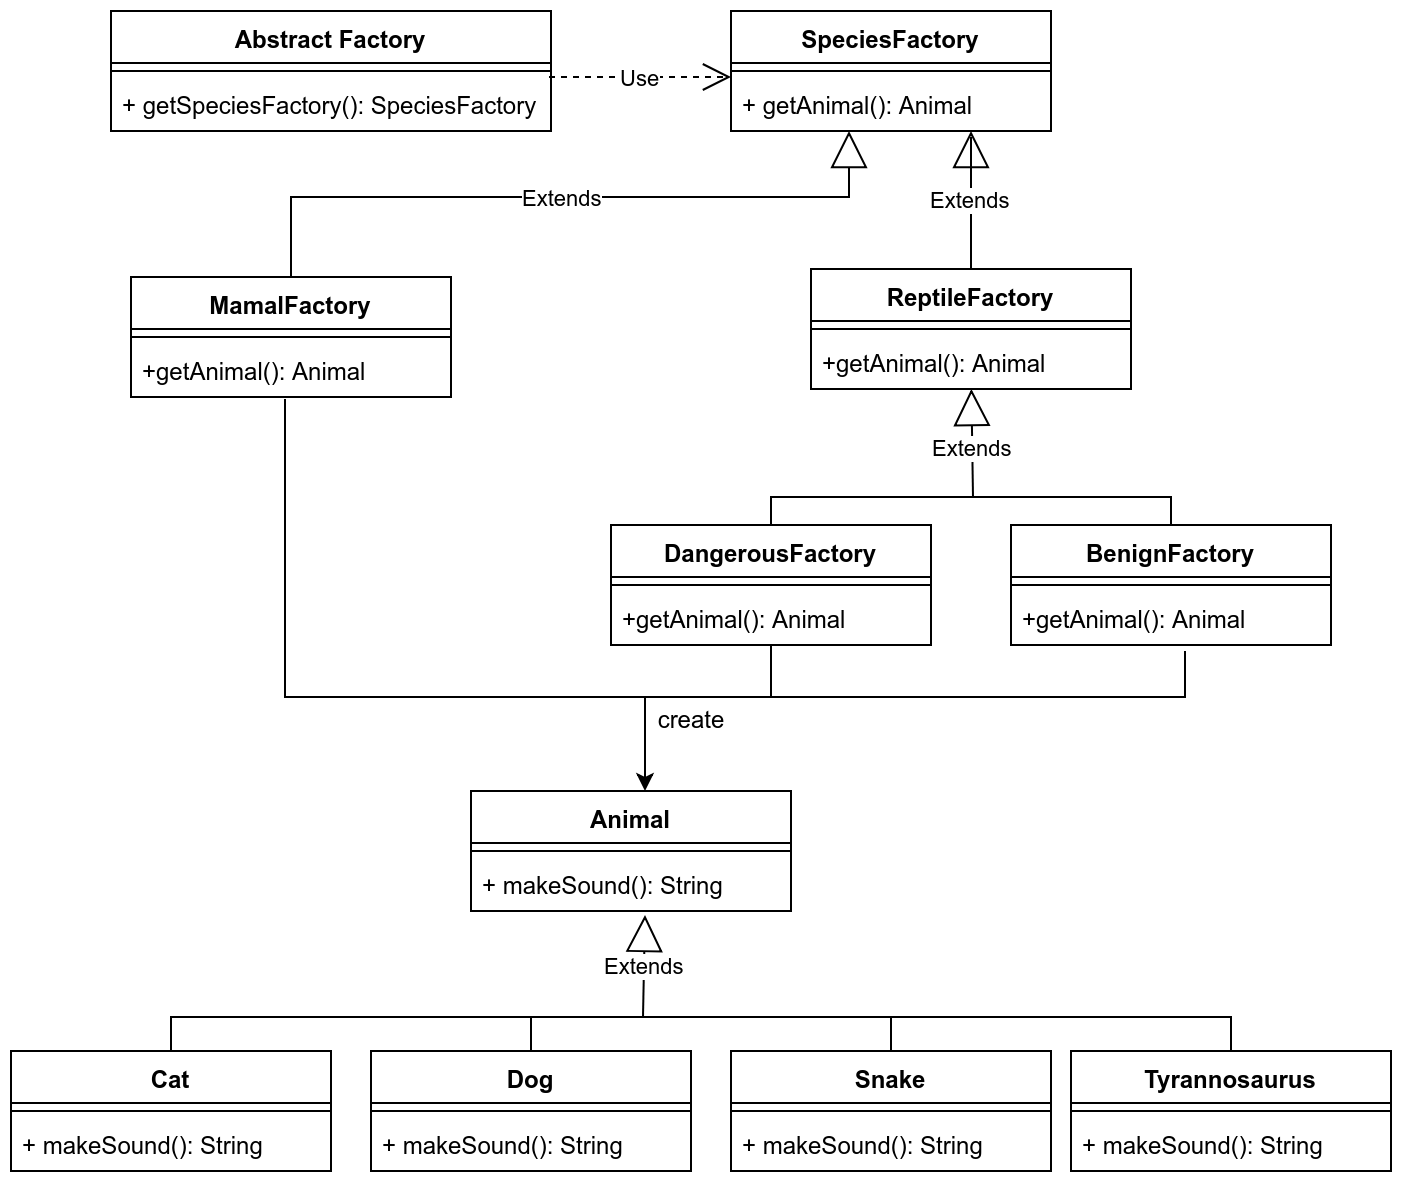 Abstract Factory
+ getSpeciesFactory(): SpeciesFactory
Use
SpeciesFactory
+ getAnimal(): Animal
Extends
Extends
MamalFactory
+getAnimal(): Animal
ReptileFactory
+getAnimal(): Animal
Extends
DangerousFactory
+getAnimal(): Animal
BenignFactory
+getAnimal(): Animal
create
Animal
+ makeSound(): String
Extends
Cat
+ makeSound(): String
Dog
+ makeSound(): String
Snake
+ makeSound(): String
Tyrannosaurus
+ makeSound(): String